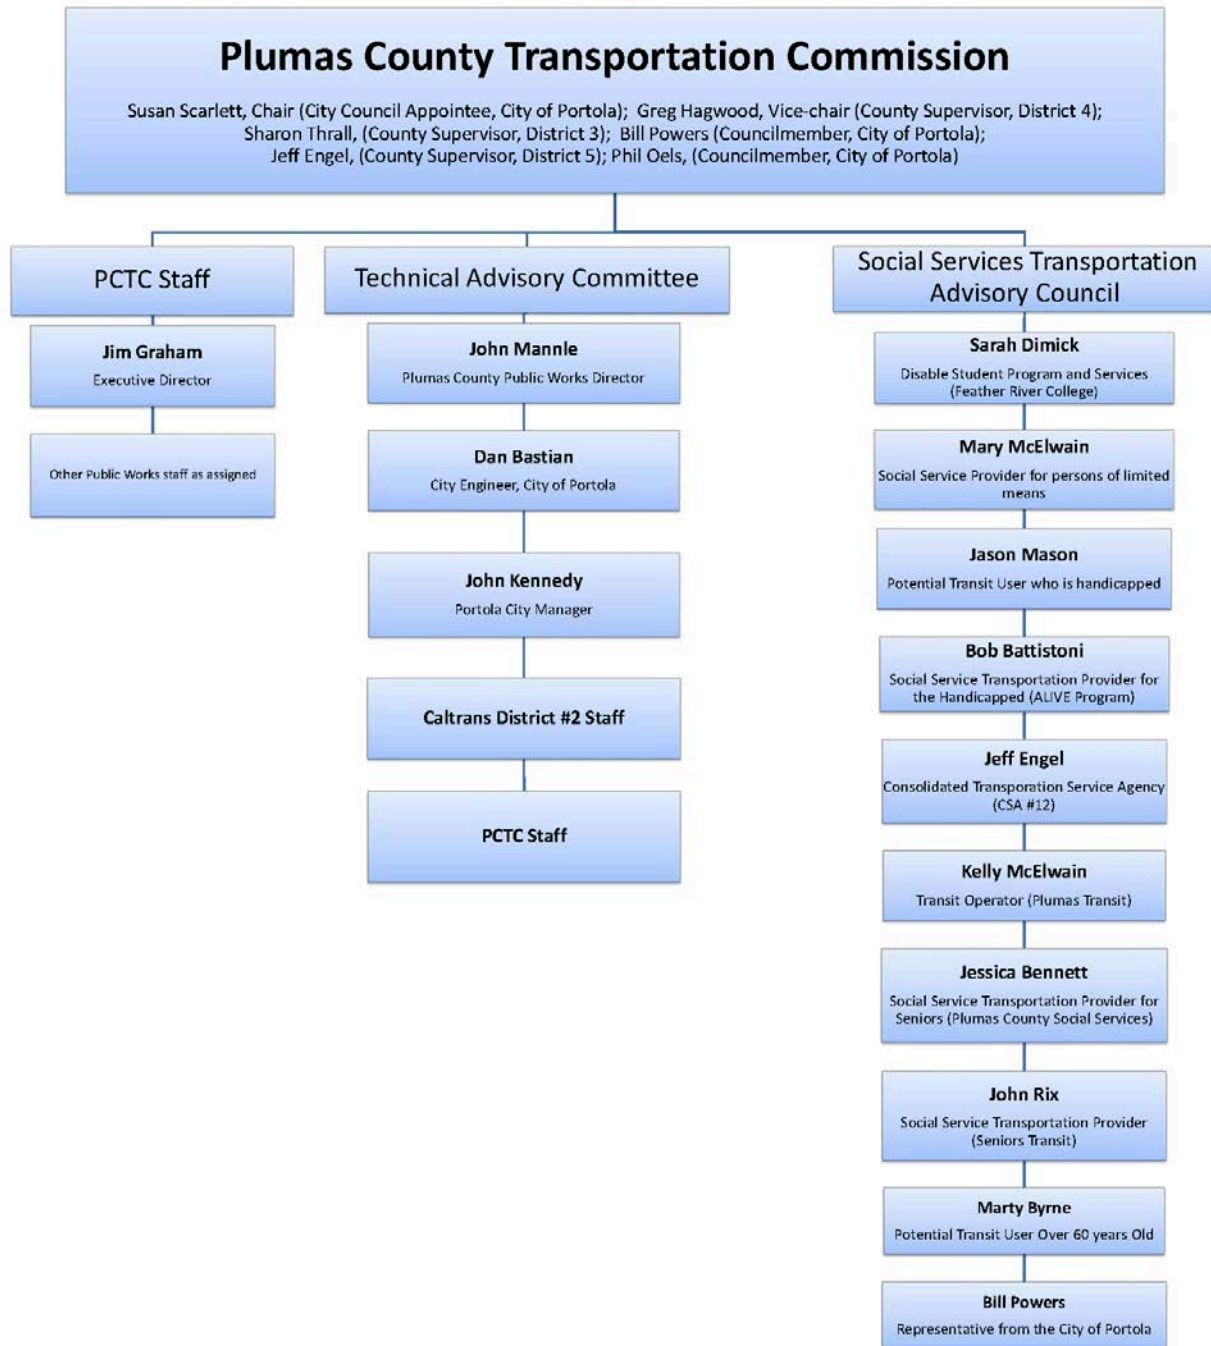 Plumas County Transportation Commission
Susan Scarlett, Chair (City Council Appointee, City of Portola);  Greg Hagwood, Vice-chair (County Supervisor, District 4);
Sharon Thrall, (County Supervisor, District 3);  Bill Powers (Councilmember, City of Portola);
Jeff Engel, (County Supervisor, District 5); Phil Oels, (Councilmember, City of Portola)
PCTC Staff
Jim Graham
Executive Director
Other Public Works staff as assigned
Technical Advisory Committee
John Mannle
Plumas County Public Works Director
Dan Bastian
City Engineer, City of Portola
John Kennedy
Portola City Manager
Caltrans District #2 Staff
PCTC Staff
Social Services Transportation
Advisory Council
Sarah Dimick
Disable Student Program and Services
(Feather River College)
Mary McElwain
Social Service Provider for persons of limited
means
Jason Mason
Potential Transit User who is handicapped
Bob Battistoni
Social Service Transportation Provider for
the Handicapped (ALIVE Program)
Jeff Engel
Consolidated Transporation Service Agency
(CSA #12)
Kelly McElwain
Transit Operator (Plumas Transit)
Jessica Bennett
Social Service Transportation Provider for
Seniors (Plumas County Social Services)
John Rix
Social Service Transportation Provider
(Seniors Transit)
Marty Byrne
Potential Transit User Over 60 years Old
Bill Powers
Representative from the City of Portola